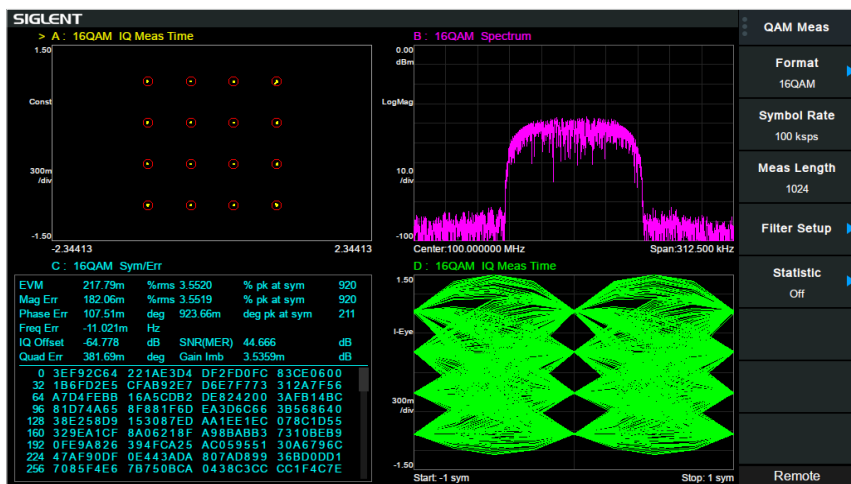 SIGLENT
> A : 16QAM IQ Meas Time
1.50
Const
300m
/div
-1.50
-2.34413
2.34413
B : 16QAM Spectrum
0.00
dBm
LogMag
10.0
/div
-100
Center:100.000000 MHz
Span:312.500 kHz
C : 16QAM Sym/Err
EVM 217.79m %rms 3.5520 % pk at sym 920
Mag Err 182.06m %rms 3.5519 % pk at sym 920
Phase Err 107.51m deg 923.66m deg pk at sym 211
Freq Err -11.021m Hz
IQ Offset -64.778 dB SNR(MER) 44.666 dB
Quad Err 381.69m deg Gain Imb 3.5359m dB
0 3EF92C64 221AE3D4 DF2FD0FC 83CE0600
32 1B6FD2E5 CFAB92E7 D6E7F773 312A7F56
64 A7D4FEBB 16A5CDB2 DE824200 3AFB14BC
96 81D74A65 8F881F6D EA3D6C66 3B568640
128 38E258D9 153087ED AA1EE1EC 078C1D55
160 329EA1CF 8A06218F A98BABB3 7310BEB9
192 0FE9A826 394FCA25 AC059551 30A6796C
224 47AF90DF 0E443ADA 807AD899 36BD0DD1
256 7085F4E6 7B750BCA 0438C3CC CC1F4C7E
D : 16QAM IQ Meas Time
1.50
I-Eye
300m
/div
-1.50
Start: -1 sym
Stop: 1 sym
QAM Meas
Format
16QAM
Symbol Rate
100 ksps
Meas Length
1024
Filter Setup
Statistic
Off
Remote